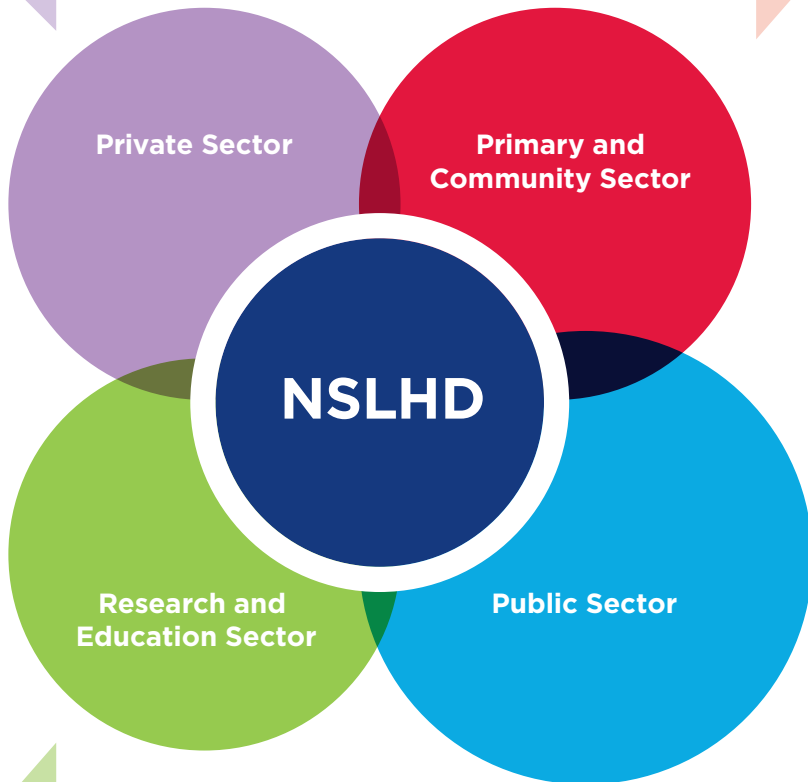 Private Sector
Primary and
Community Sector
NSLHD
Research and
Education Sector
Public Sector